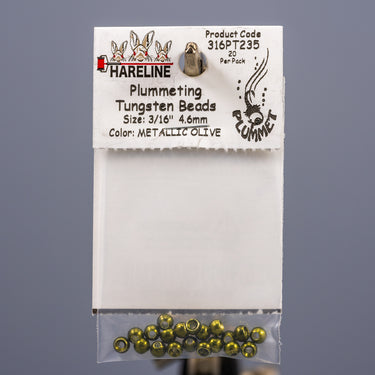 Product Code
316PT235
20
Per Pack
HARELINE
Plummeting
Tungsten Beads
Size: 3/16" 4.6mm
Color: METALLIC OLIVE
PLUMMET